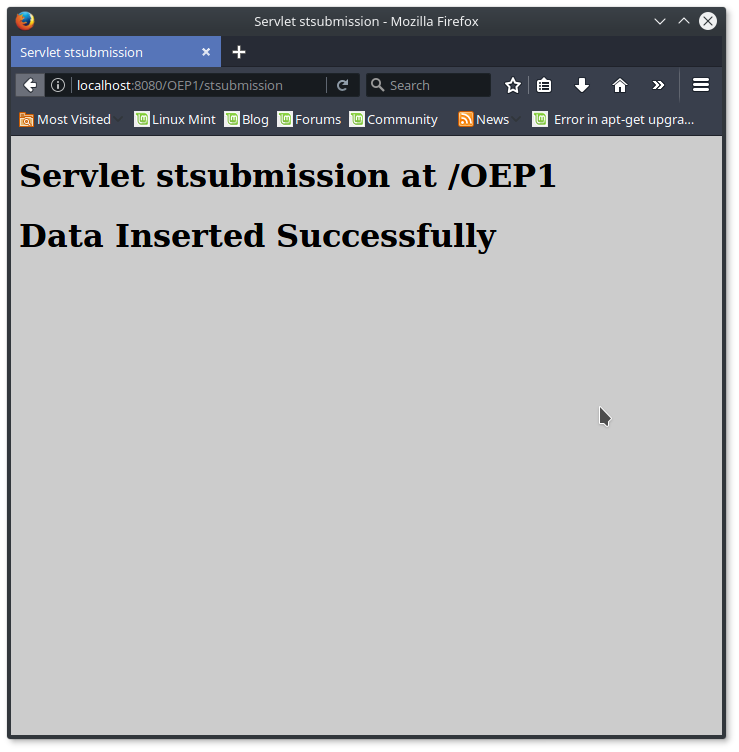 Servlet stsubmission - Mozilla Firefox
Servlet stsubmission
localhost:8080/OEP1/stsubmission Search
Most Visited Linux Mint Blog Forums Community News Error in apt-get upgra...
Servlet stsubmission at /OEP1
Data Inserted Successfully